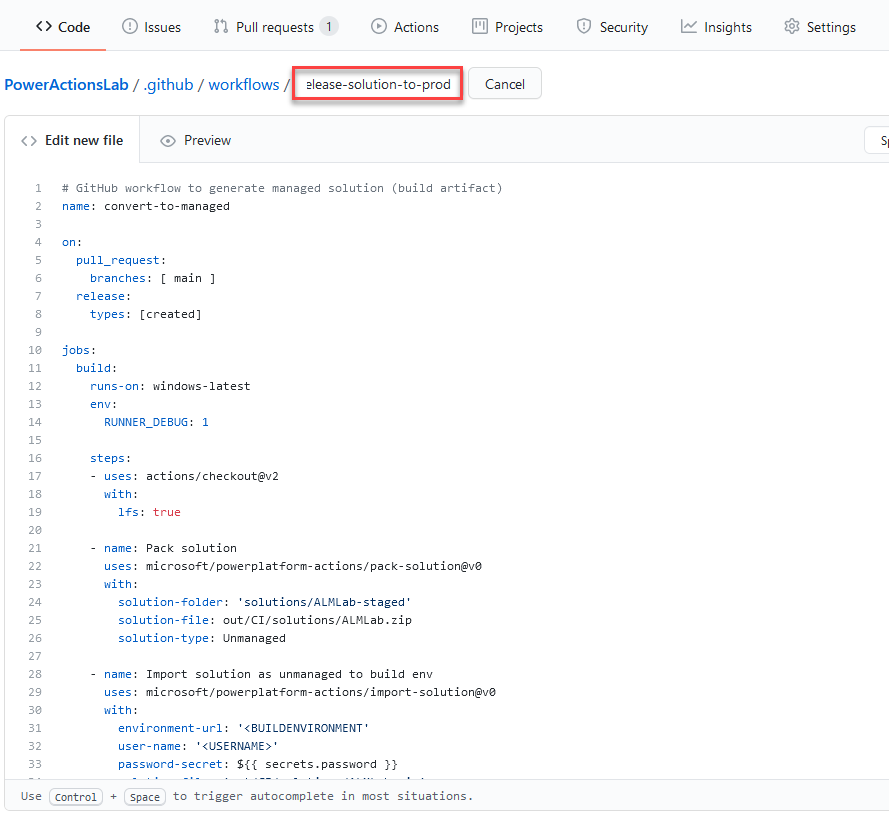 <> Code Issues Pull requests 1 Actions Projects Security Insights Settings
PowerActionsLab / .github / workflows / elease-solution-to-prod Cancel
<> Edit new file Preview Sp
1 # GitHub workflow to generate managed solution (build artifact)
2 name: convert-to-managed
3
4 on:
5 pull_request:
6 branches: [ main ]
7 release:
8 types: [created]
9
10 jobs:
11 build:
12 runs-on: windows-latest
13 env:
14 RUNNER_DEBUG: 1
15
16 steps:
17 - uses: actions/checkout@v2
18 with:
19 lfs: true
20
21 - name: Pack solution
22 uses: microsoft/powerplatform-actions/pack-solution@v0
23 with:
24 solution-folder: 'solutions/ALMLab-staged'
25 solution-file: out/CI/solutions/ALMLab.zip
26 solution-type: Unmanaged
27
28 - name: Import solution as unmanaged to build env
29 uses: microsoft/powerplatform-actions/import-solution@v0
30 with:
31 environment-url: '<BUILDENVIRONMENT'
32 user-name: '<USERNAME>'
33 password-secret: ${{ secrets.password }}
Use Control + Space to trigger autocomplete in most situations.